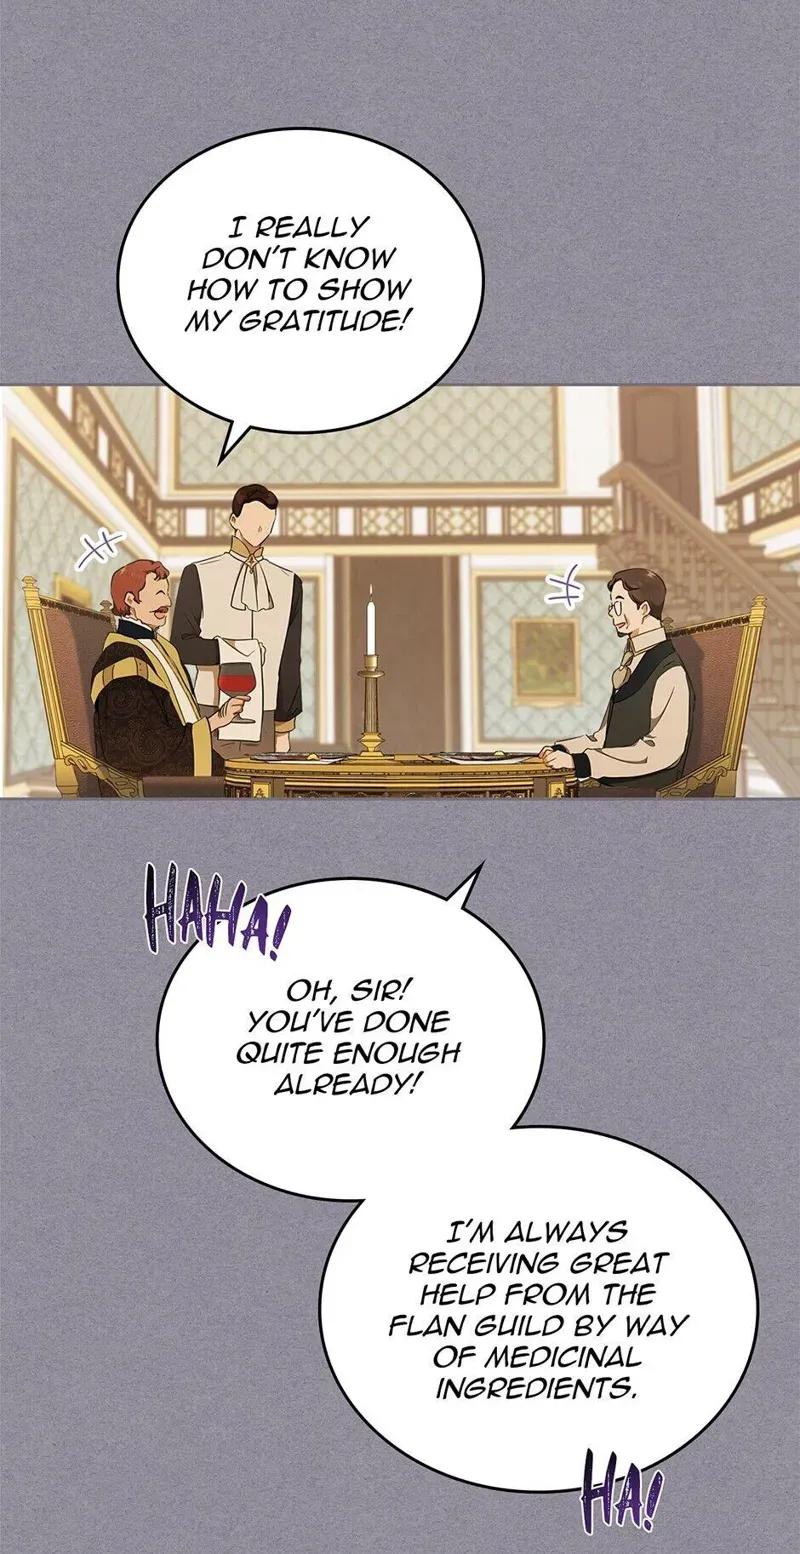 I REALLY
DON'T KNOW
HOW TO SHOW
MY GRATITUDE!
HAHA!
OH, SIR!
YOU'VE DONE
QUITE ENOUGH
ALREADY!
I'M ALWAYS
RECEIVING GREAT
HELP FROM THE
FLAN GUILD BY WAY
OF MEDICINAL
INGREDIENTS.
HA!